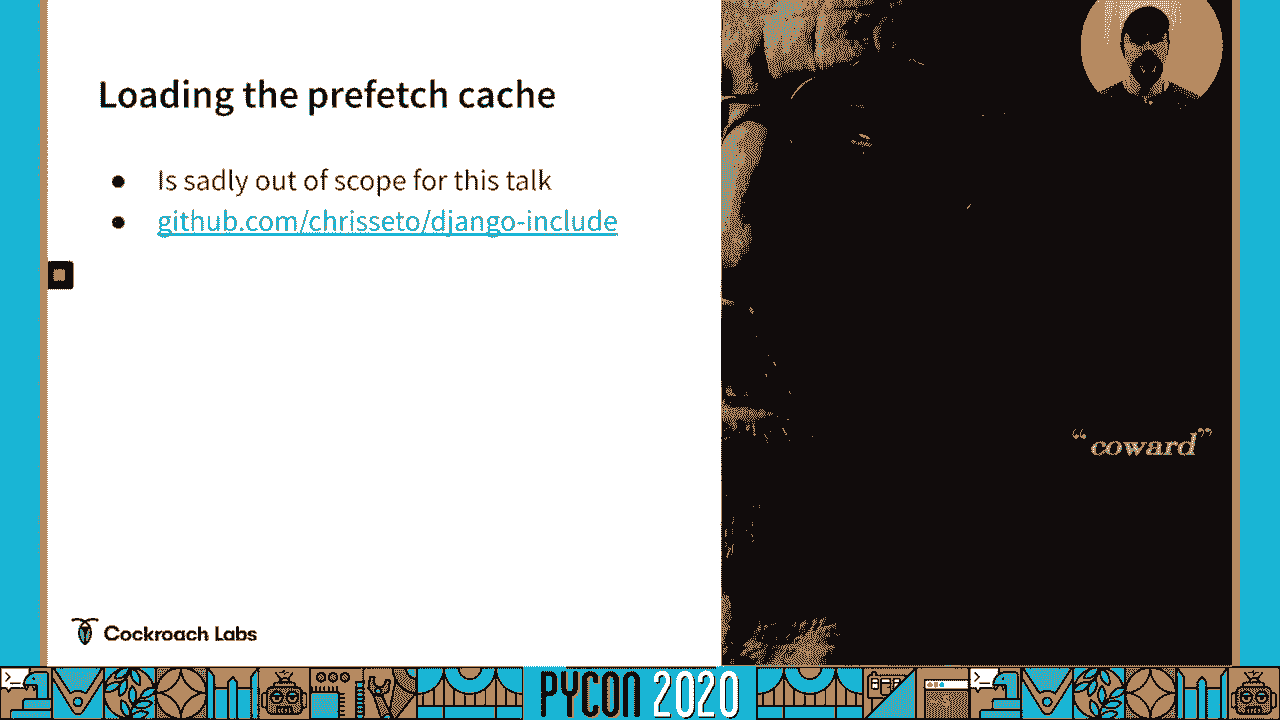 Loading the prefetch cache
● Is sadly out of scope for this talk
● github.com/chrisseto/django-include
“coward”
Cockroach Labs
PYCON 2020